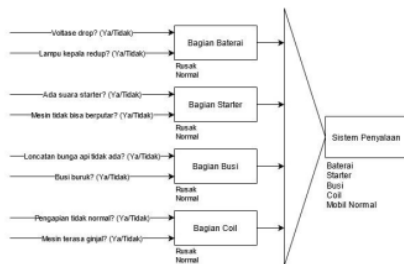 Voltase drop? (Ya/Tidak)
Lampu kepala redup? (Ya/Tidak)
Bagian Baterai
Rusak
Normal
Ada suara starter? (Ya/Tidak)
Mesin tidak bisa berputar? (Ya/Tidak)
Bagian Starter
Rusak
Normal
Loncatan bunga api tidak ada? (Ya/Tidak)
Busi buruk? (Ya/Tidak)
Bagian Busi
Rusak
Normal
Pengapian tidak normal? (Ya/Tidak)
Mesin terasa ginjal? (Ya/Tidak)
Bagian Coil
Rusak
Normal
Sistem Penyalaan
Baterai
Starter
Busi
Coil
Mobil Normal